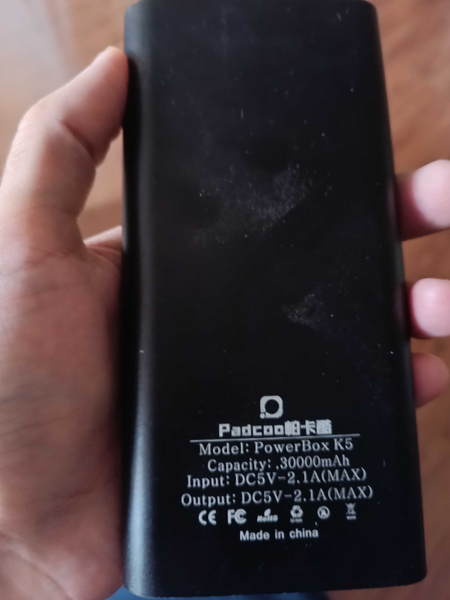 Padcoo帕卡酷
Model: PowerBox K5
Capacity: .30000mAh
Input: DC5V-2.1A(MAX)
Output: DC5V-2.1A(MAX)
CE FC RoHS
Made in china